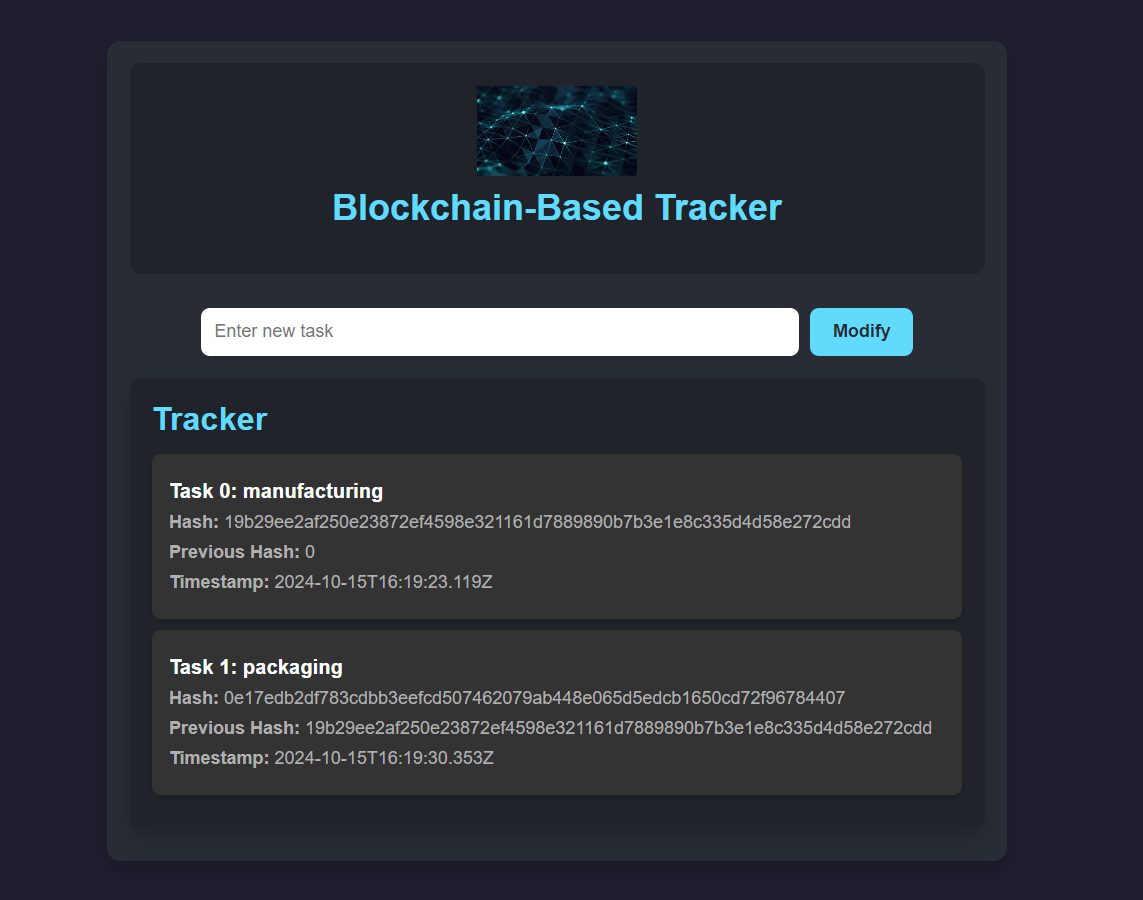 Blockchain-Based Tracker
Enter new task
Modify
Tracker
Task 0: manufacturing
Hash: 19b29ee2af250e23872ef4598e321161d7889890b7b3e1e8c335d4d58e272cdd
Previous Hash: 0
Timestamp: 2024-10-15T16:19:23.119Z
Task 1: packaging
Hash: 0e17edb2df783cdbb3eefcd507462079ab448e065d5edcb1650cd72f96784407
Previous Hash: 19b29ee2af250e23872ef4598e321161d7889890b7b3e1e8c335d4d58e272cdd
Timestamp: 2024-10-15T16:19:30.353Z